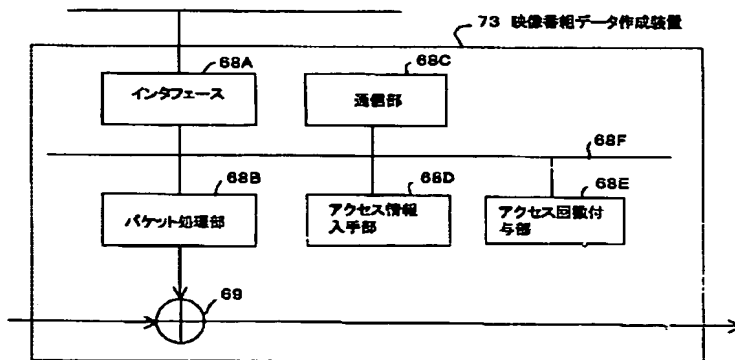 73 映像番組データ作成装置
68A
68C
インタフェース
通信部
68F
68B
68D
68E
パケット処理部
アクセス情報
入手部
アクセス回数付
与部
69